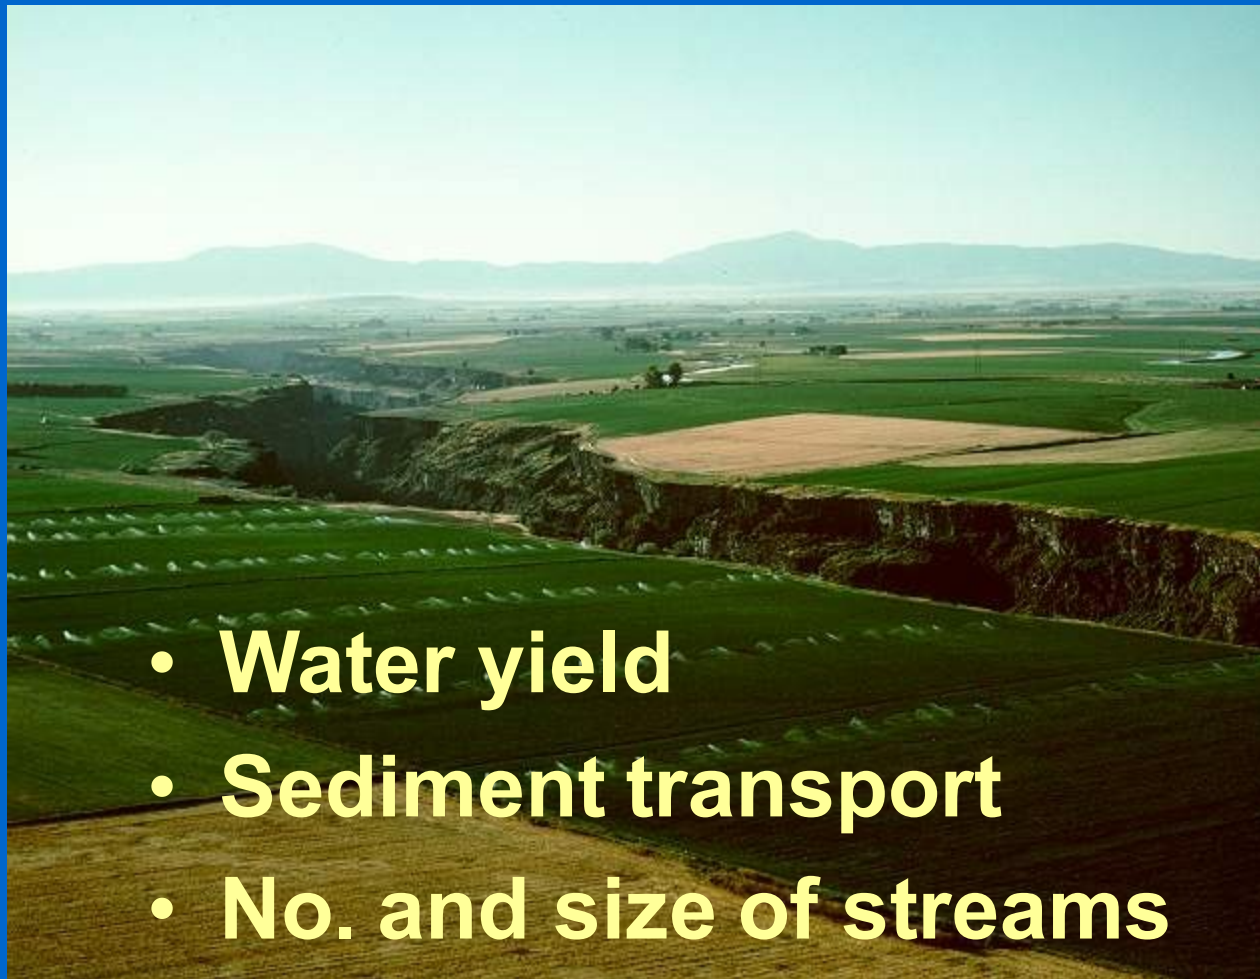 • Water yield
• Sediment transport
• No. and size of streams